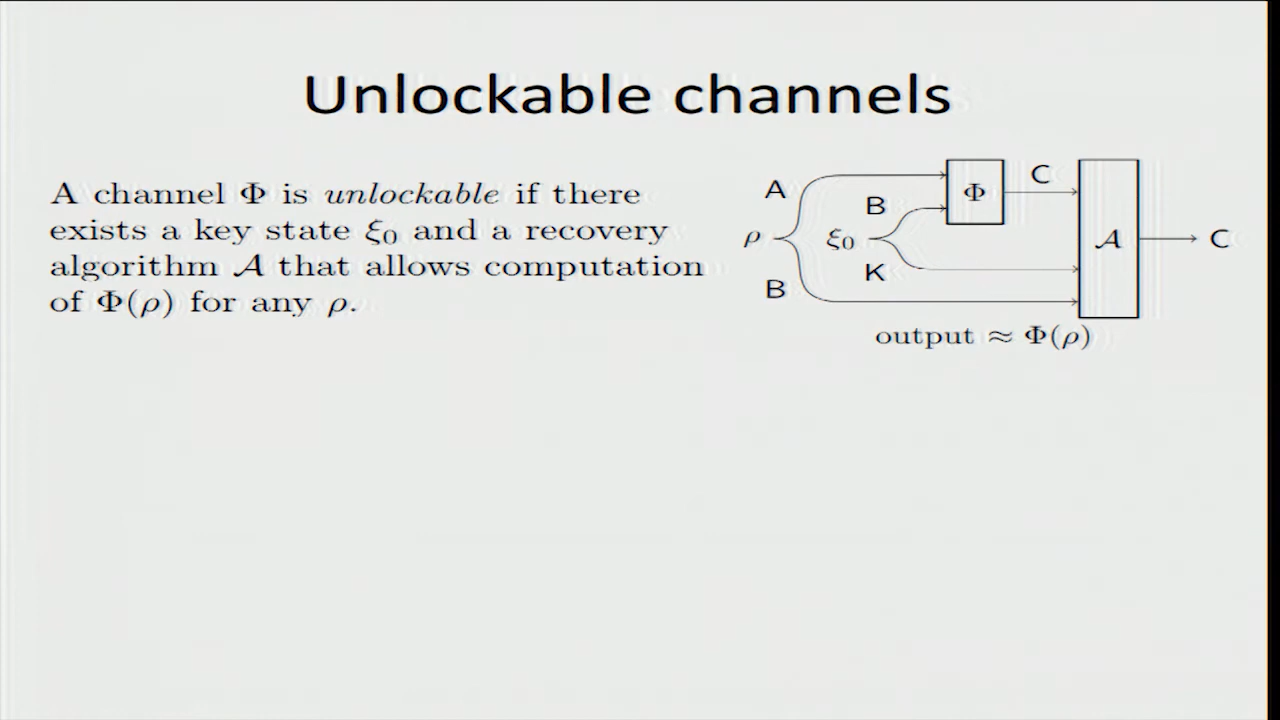 Unlockable channels
A channel Φ is unlockable if there
exists a key state ξ₀ and a recovery
algorithm 𝒜 that allows computation
of Φ(ρ) for any ρ.
A
B
ρ
ξ₀
K
B
Φ
C
𝒜
C
output ≈ Φ(ρ)